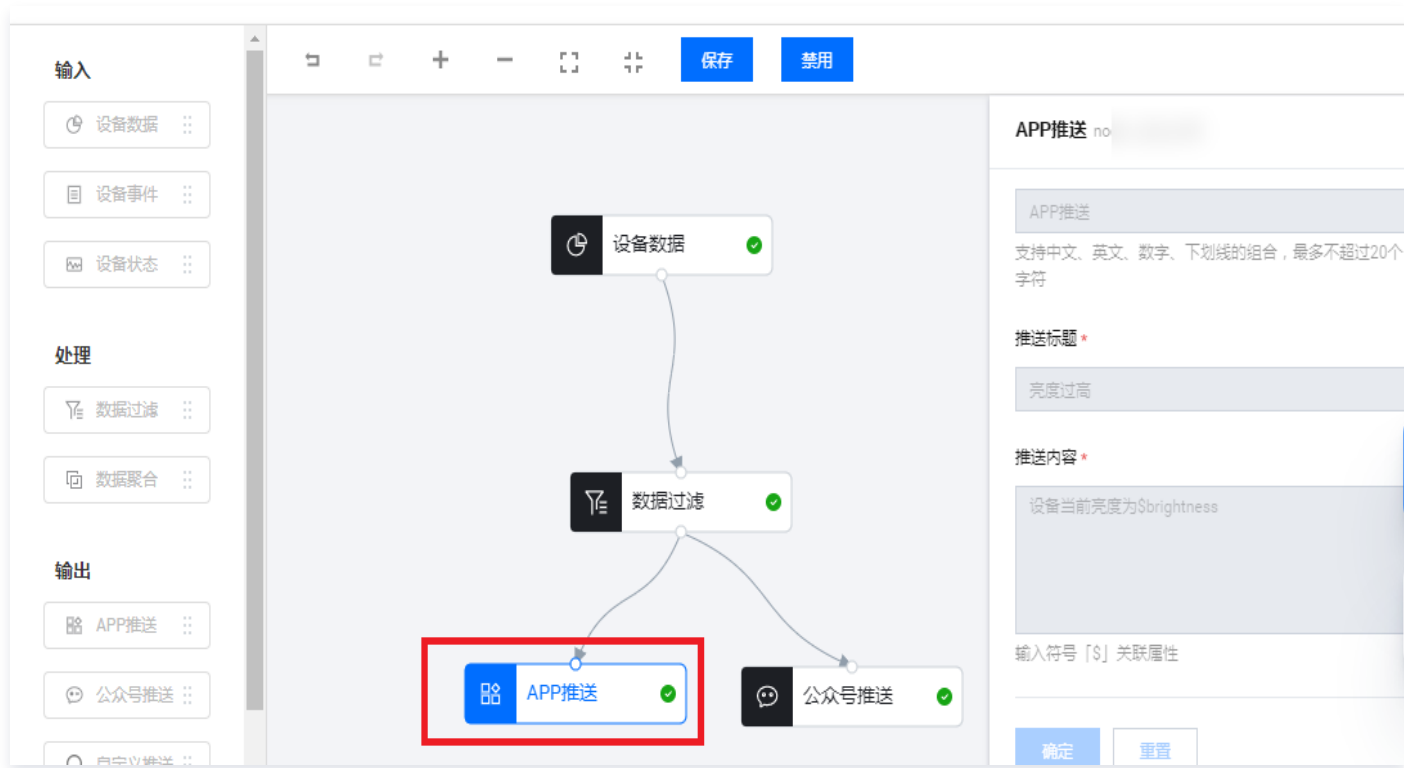 输入
设备数据
设备事件
设备状态
处理
数据过滤
数据聚合
输出
APP推送
公众号推送
自定义推送
保存
禁用
设备数据
数据过滤
APP推送
公众号推送
APP推送 no
APP推送
支持中文、英文、数字、下划线的组合，最多不超过20个
字符
推送标题 *
亮度过高
推送内容 *
设备当前亮度为$brightness
输入符号「$」关联属性
确定
重置